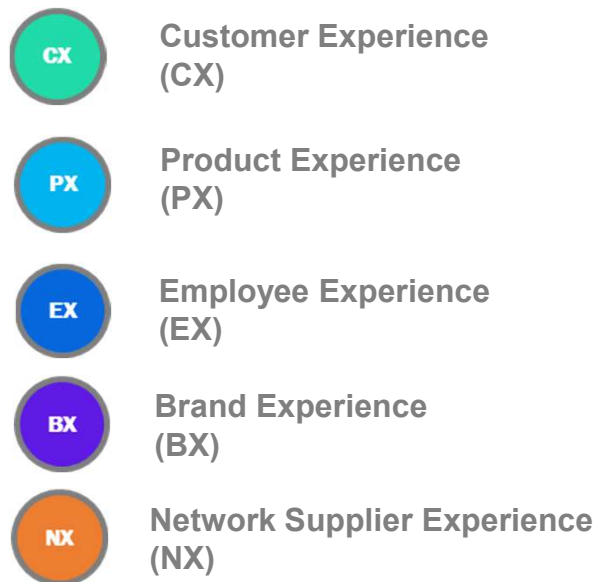 CX
Customer Experience
(CX)
PX
Product Experience
(PX)
EX
Employee Experience
(EX)
BX
Brand Experience
(BX)
NX
Network Supplier Experience
(NX)